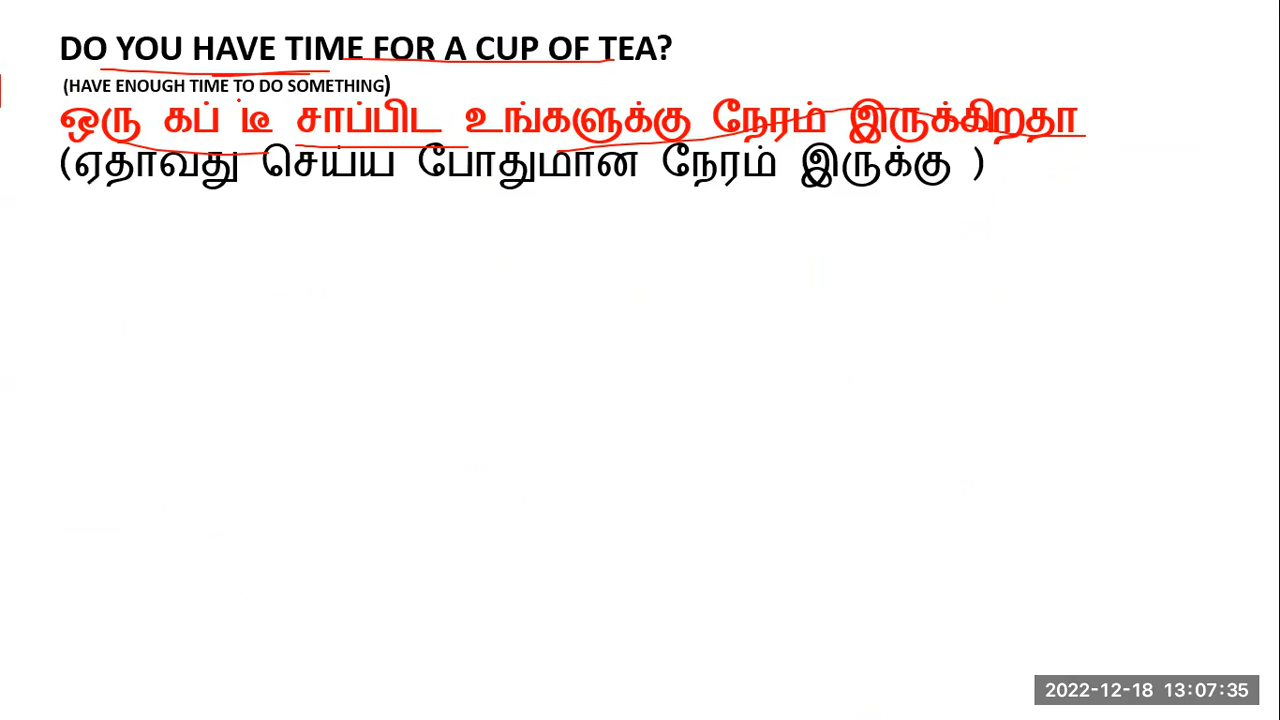 DO YOU HAVE TIME FOR A CUP OF TEA?
(HAVE ENOUGH TIME TO DO SOMETHING)
ஒரு கப் டீ சாப்பிட உங்களுக்கு நேரம் இருக்கிறதா
(ஏதாவது செய்ய போதுமான நேரம் இருக்கு )
2022-12-18 13:07:35